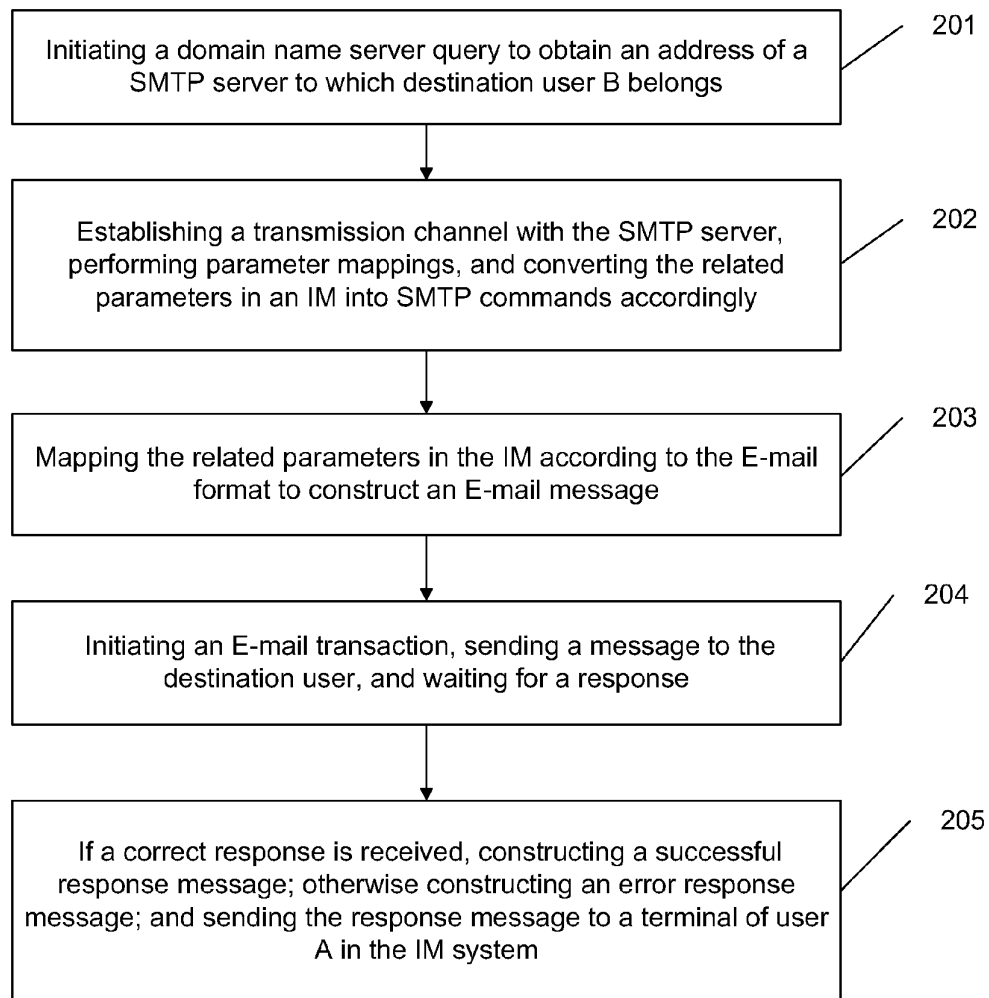 Initiating a domain name server query to obtain an address of a
SMTP server to which destination user B belongs
201
Establishing a transmission channel with the SMTP server,
performing parameter mappings, and converting the related
parameters in an IM into SMTP commands accordingly
202
Mapping the related parameters in the IM according to the E-mail
format to construct an E-mail message
203
Initiating an E-mail transaction, sending a message to the
destination user, and waiting for a response
204
If a correct response is received, constructing a successful
response message; otherwise constructing an error response
message; and sending the response message to a terminal of user
A in the IM system
205